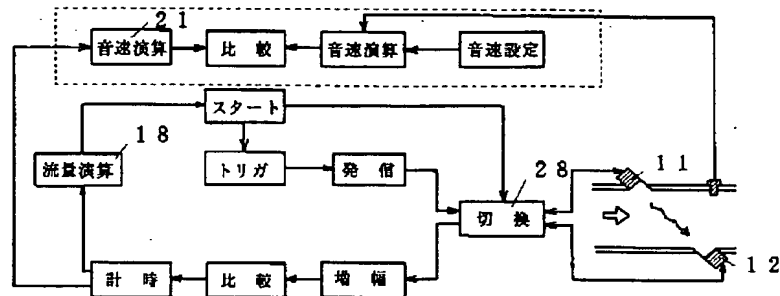 21
音速演算 比較 音速演算 音速設定
スタート
18
流量演算 トリガ 発信 28 11
切換
計時 比較 増幅 12